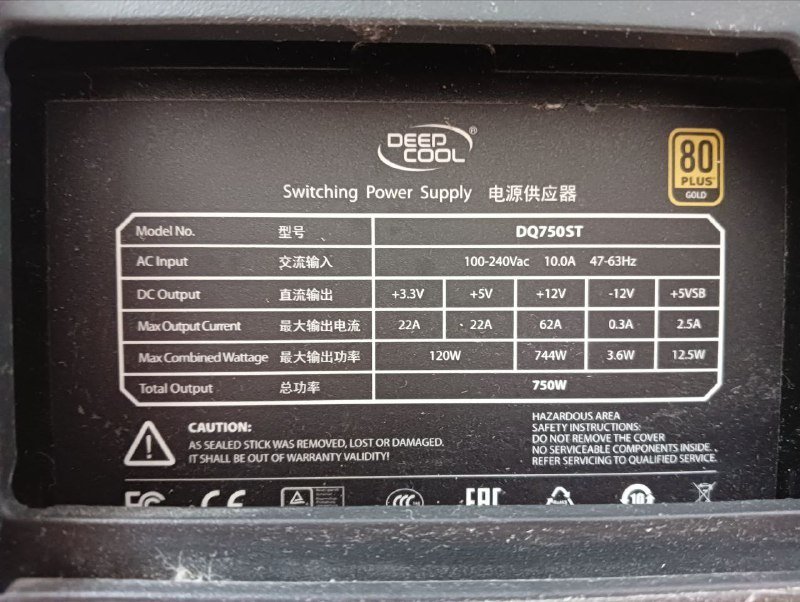 DEEP COOL®
80 PLUS GOLD
Switching Power Supply 电源供应器
Model No. 型号 DQ750ST
AC Input 交流输入 100-240Vac 10.0A 47-63Hz
DC Output 直流输出 +3.3V +5V +12V -12V +5VSB
Max Output Current 最大输出电流 22A 22A 62A 0.3A 2.5A
Max Combined Wattage 最大输出功率 120W 744W 3.6W 12.5W
Total Output 总功率 750W
CAUTION:
AS SEALED STICK WAS REMOVED, LOST OR DAMAGED.
IT SHALL BE OUT OF WARRANTY VALIDITY!
HAZARDOUS AREA
SAFETY INSTRUCTIONS:
DO NOT REMOVE THE COVER
NO SERVICEABLE COMPONENTS INSIDE.
REFER SERVICING TO QUALIFIED SERVICE.
FC CE CCC EAC 10